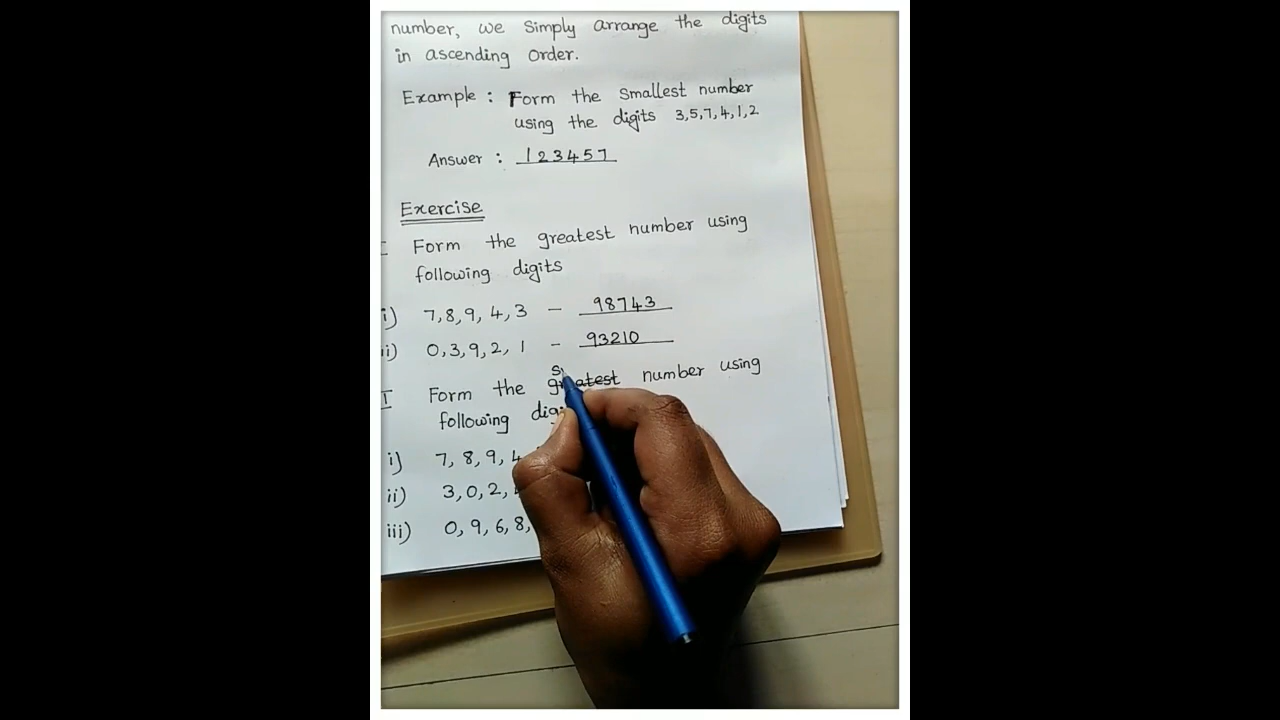 number, we simply arrange the digits
in ascending order.
Example : Form the smallest number
using the digits 3,5,7,4,1,2
Answer : 123457
Exercise
I Form the greatest number using
following digits
i) 7,8,9,4,3 - 98743
ii) 0,3,9,2,1 - 93210
Form the greatest number using
following
i) 7, 8, 9, 4
ii) 3,0,2,
iii) 0, 9, 6, 8,